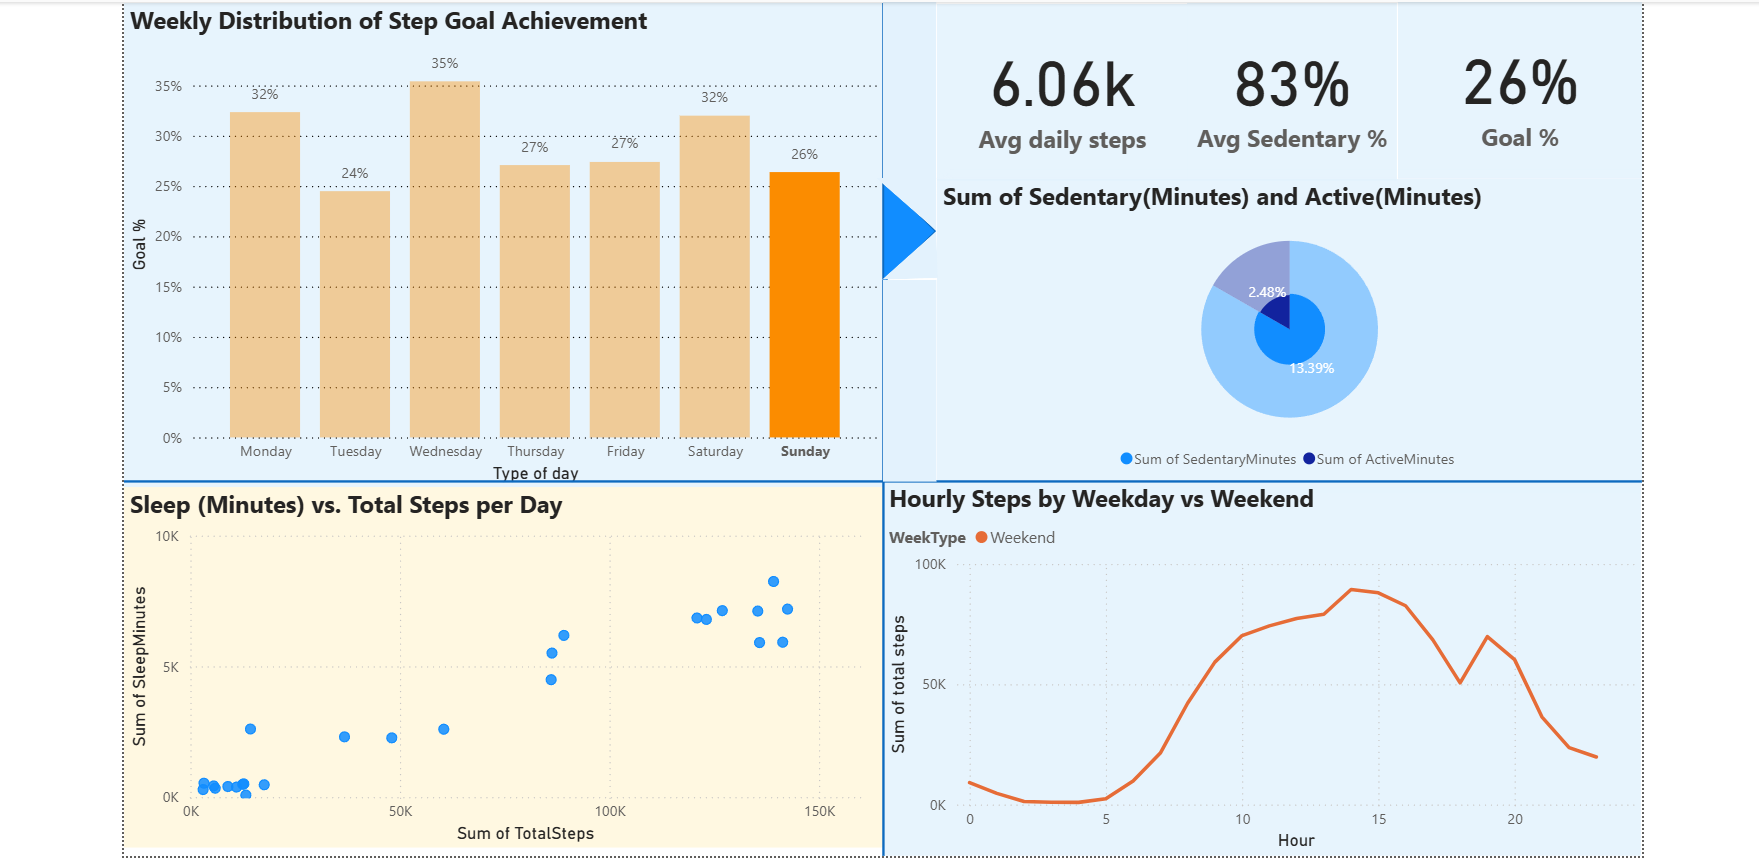 Weekly Distribution of Step Goal Achievement
35%
30%
25%
20%
15%
10%
5%
0%
Goal %
32%
24%
35%
27%
27%
32%
26%
Monday
Tuesday
Wednesday
Thursday
Friday
Saturday
Sunday
Type of day
6.06k
Avg daily steps
83%
Avg Sedentary %
26%
Goal %
Sum of Sedentary(Minutes) and Active(Minutes)
2.48%
13.39%
Sum of SedentaryMinutes
Sum of ActiveMinutes
Sleep (Minutes) vs. Total Steps per Day
10K
5K
0K
Sum of SleepMinutes
0K
50K
100K
150K
Sum of TotalSteps
Hourly Steps by Weekday vs Weekend
WeekType Weekend
100K
50K
0K
Sum of total steps
0
5
10
15
20
Hour